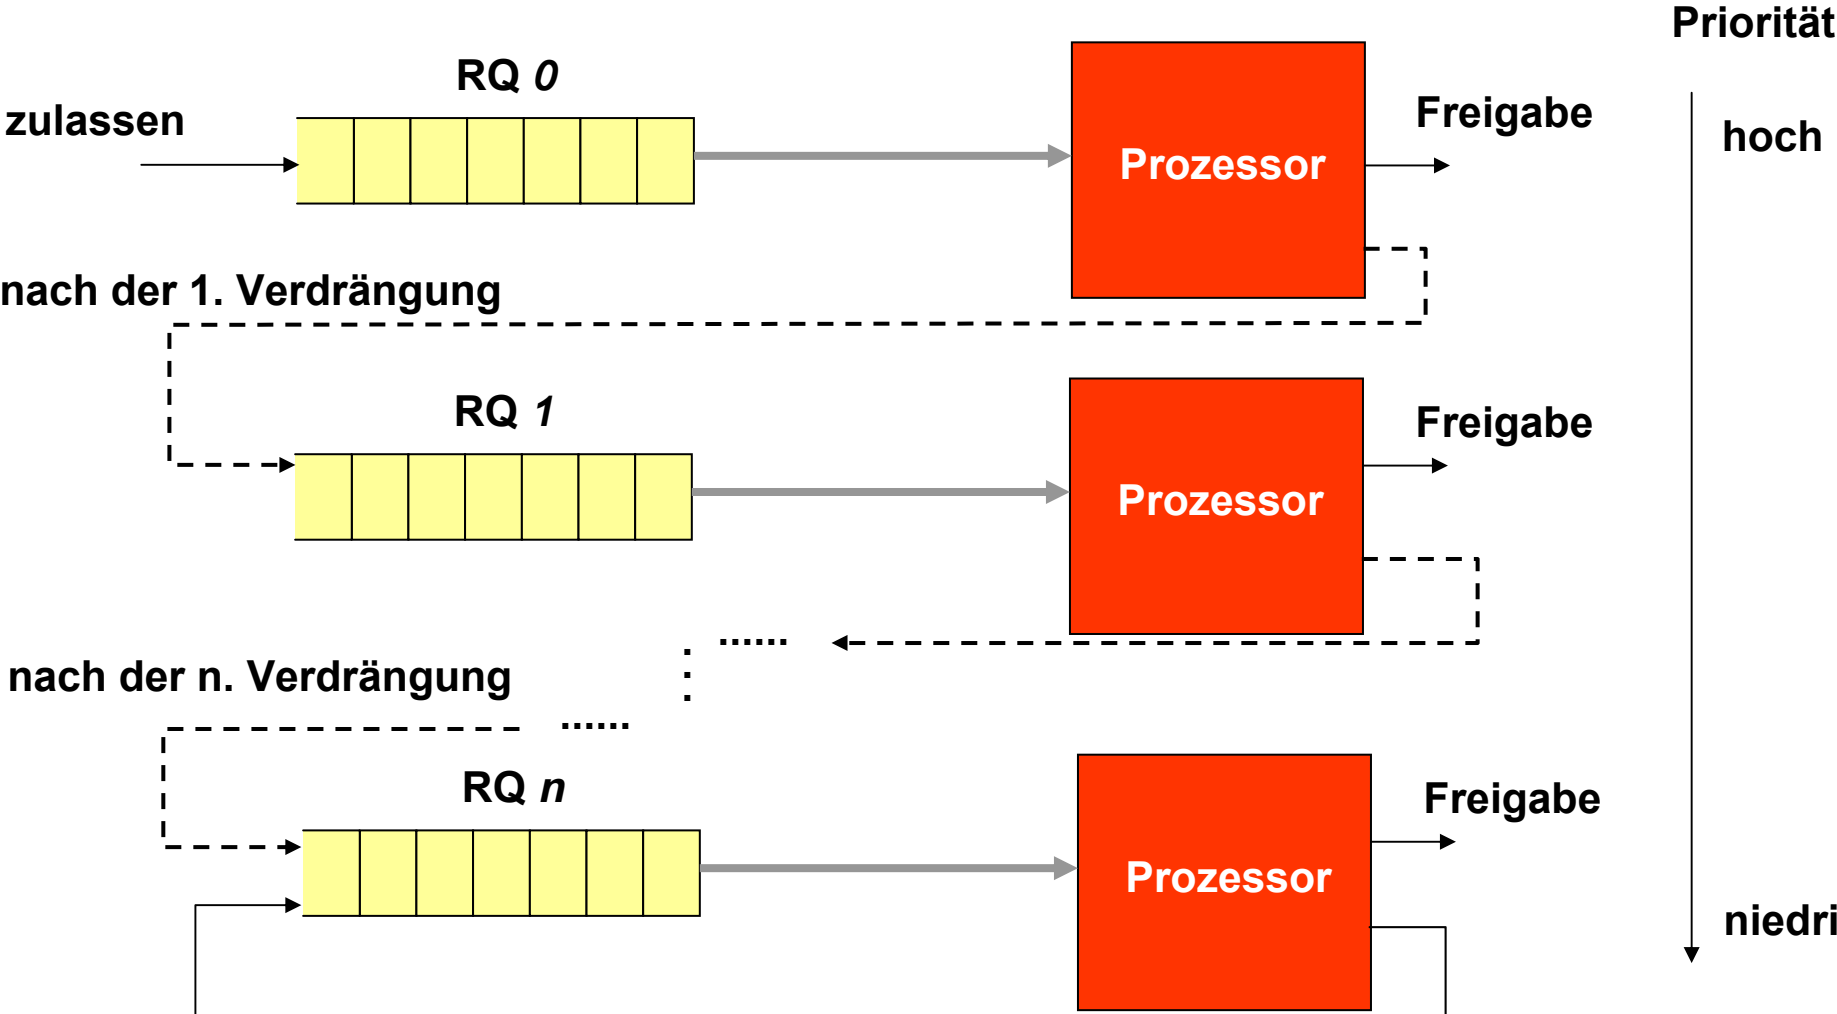 Priorität
RQ 0
zulassen
Freigabe
hoch
Prozessor
nach der 1. Verdrängung
RQ 1
Freigabe
Prozessor
......
nach der n. Verdrängung
......
RQ n
Freigabe
Prozessor
niedri